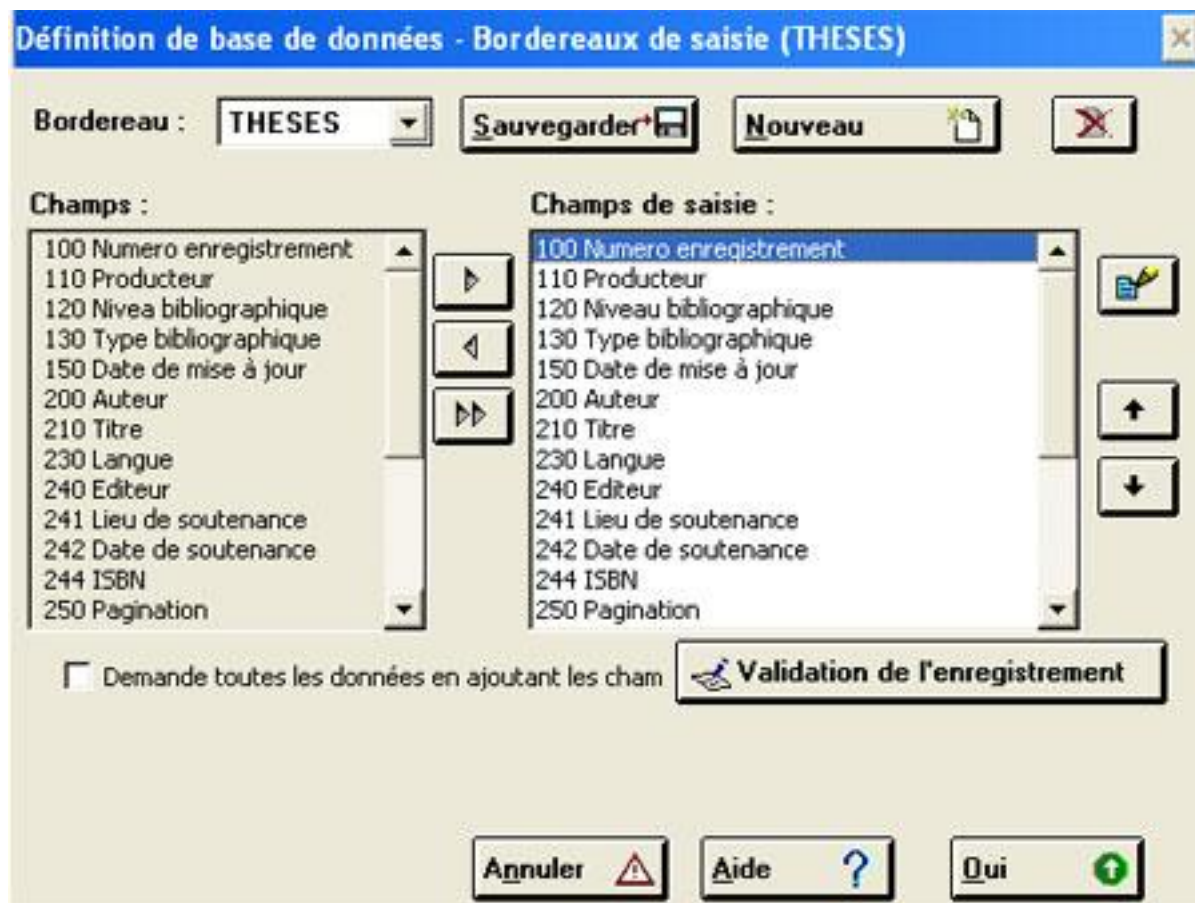 Définition de base de données - Bordereaux de saisie (THESES)
Bordereau : THESES Sauvegarder Nouveau
Champs :
100 Numero enregistrement
110 Producteur
120 Nivea bibliographique
130 Type bibliographique
150 Date de mise à jour
200 Auteur
210 Titre
230 Langue
240 Editeur
241 Lieu de soutenance
242 Date de soutenance
244 ISBN
250 Pagination
Champs de saisie :
100 Numero enregistrement
110 Producteur
120 Niveau bibliographique
130 Type bibliographique
150 Date de mise à jour
200 Auteur
210 Titre
230 Langue
240 Editeur
241 Lieu de soutenance
242 Date de soutenance
244 ISBN
250 Pagination
Demande toutes les données en ajoutant les cham Validation de l'enregistrement
Annuler Aide Oui